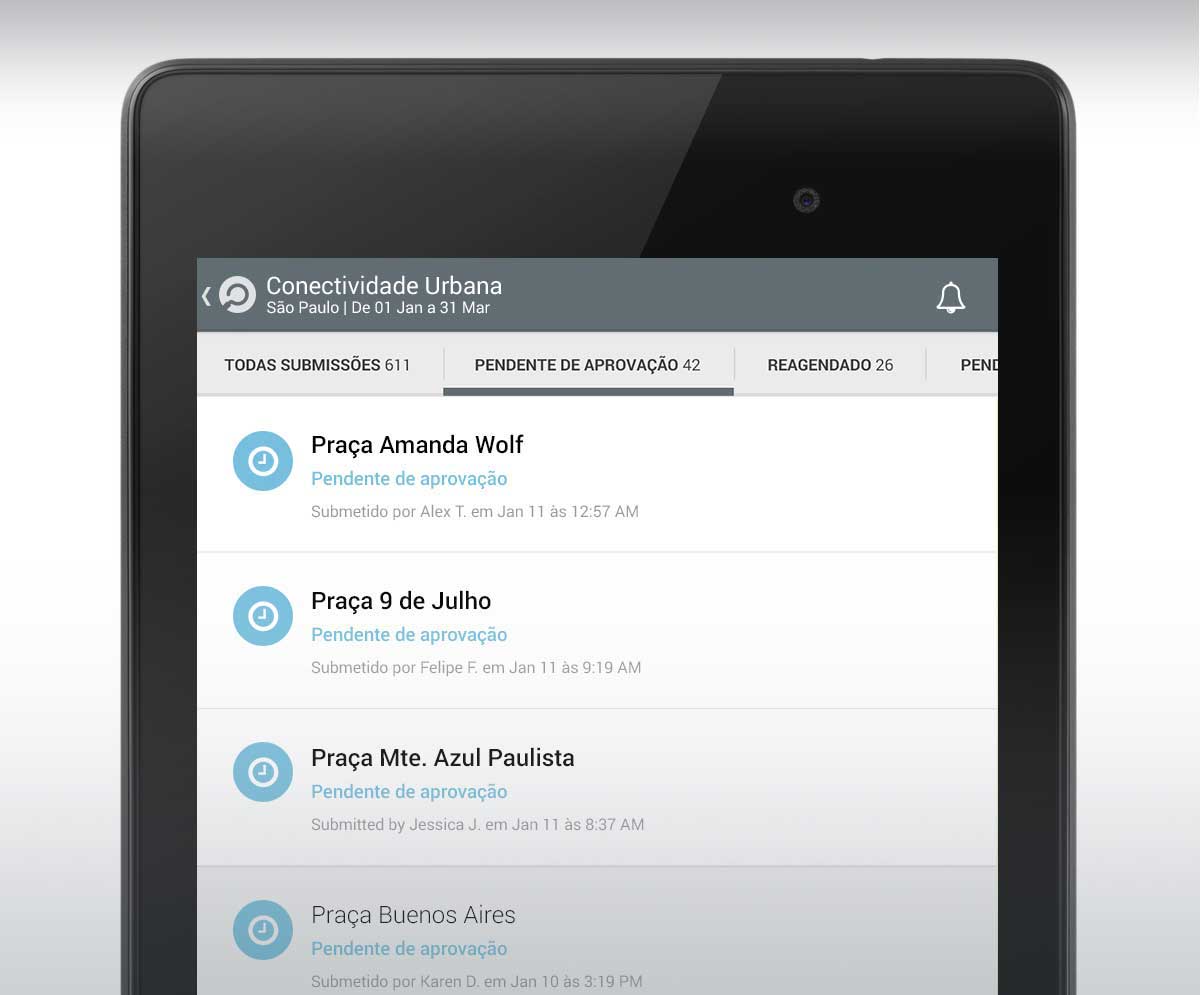 Conectividade Urbana
São Paulo | De 01 Jan a 31 Mar
TODAS SUBMISSÕES 611
PENDENTE DE APROVAÇÃO 42
REAGENDADO 26
PEND
Praça Amanda Wolf
Pendente de aprovação
Submetido por Alex T. em Jan 11 às 12:57 AM
Praça 9 de Julho
Pendente de aprovação
Submetido por Felipe F. em Jan 11 às 9:19 AM
Praça Mte. Azul Paulista
Pendente de aprovação
Submitted by Jessica J. em Jan 11 às 8:37 AM
Praça Buenos Aires
Pendente de aprovação
Submetido por Karen D. em Jan 10 às 3:19 PM